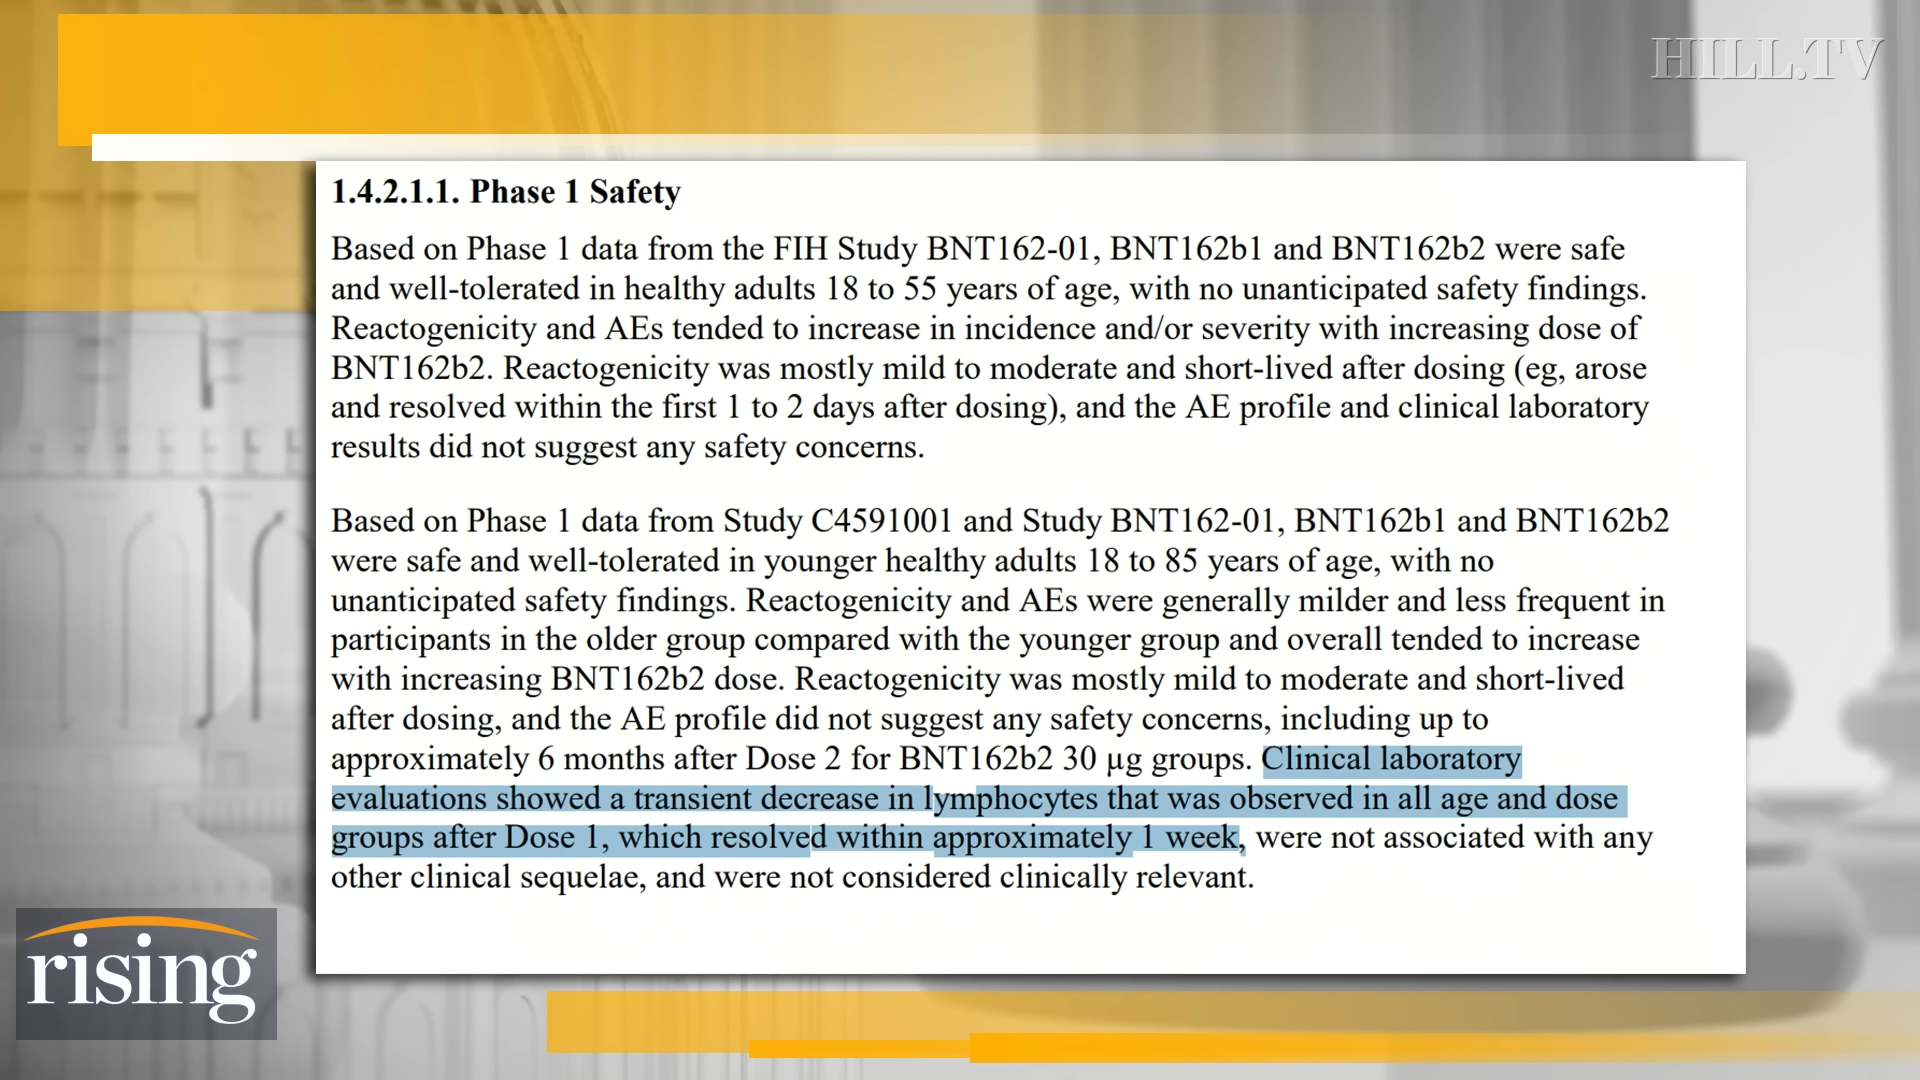 HILL.TV
1.4.2.1.1. Phase 1 Safety
Based on Phase 1 data from the FIH Study BNT162-01, BNT162b1 and BNT162b2 were safe
and well-tolerated in healthy adults 18 to 55 years of age, with no unanticipated safety findings.
Reactogenicity and AEs tended to increase in incidence and/or severity with increasing dose of
BNT162b2. Reactogenicity was mostly mild to moderate and short-lived after dosing (eg, arose
and resolved within the first 1 to 2 days after dosing), and the AE profile and clinical laboratory
results did not suggest any safety concerns.
Based on Phase 1 data from Study C4591001 and Study BNT162-01, BNT162b1 and BNT162b2
were safe and well-tolerated in younger healthy adults 18 to 85 years of age, with no
unanticipated safety findings. Reactogenicity and AEs were generally milder and less frequent in
participants in the older group compared with the younger group and overall tended to increase
with increasing BNT162b2 dose. Reactogenicity was mostly mild to moderate and short-lived
after dosing, and the AE profile did not suggest any safety concerns, including up to
approximately 6 months after Dose 2 for BNT162b2 30 µg groups. Clinical laboratory
evaluations showed a transient decrease in lymphocytes that was observed in all age and dose
groups after Dose 1, which resolved within approximately 1 week, were not associated with any
other clinical sequelae, and were not considered clinically relevant.
rising